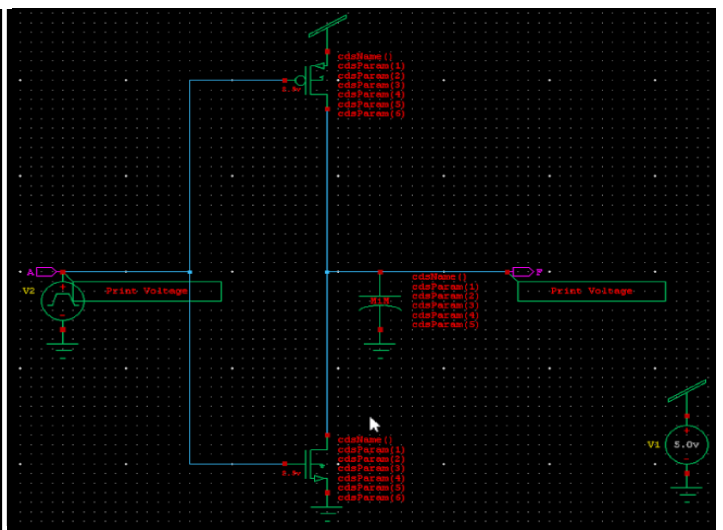 cdsName()
cdsParam(1)
cdsParam(2)
cdsParam(3)
cdsParam(4)
cdsParam(5)
cdsParam(6)
A
V2
Print Voltage
cdsName()
cdsParam(1)
cdsParam(2)
cdsParam(3)
cdsParam(4)
cdsParam(5)
F
Print Voltage
cdsName()
cdsParam(1)
cdsParam(2)
cdsParam(3)
cdsParam(4)
cdsParam(5)
cdsParam(6)
V1
5.0v